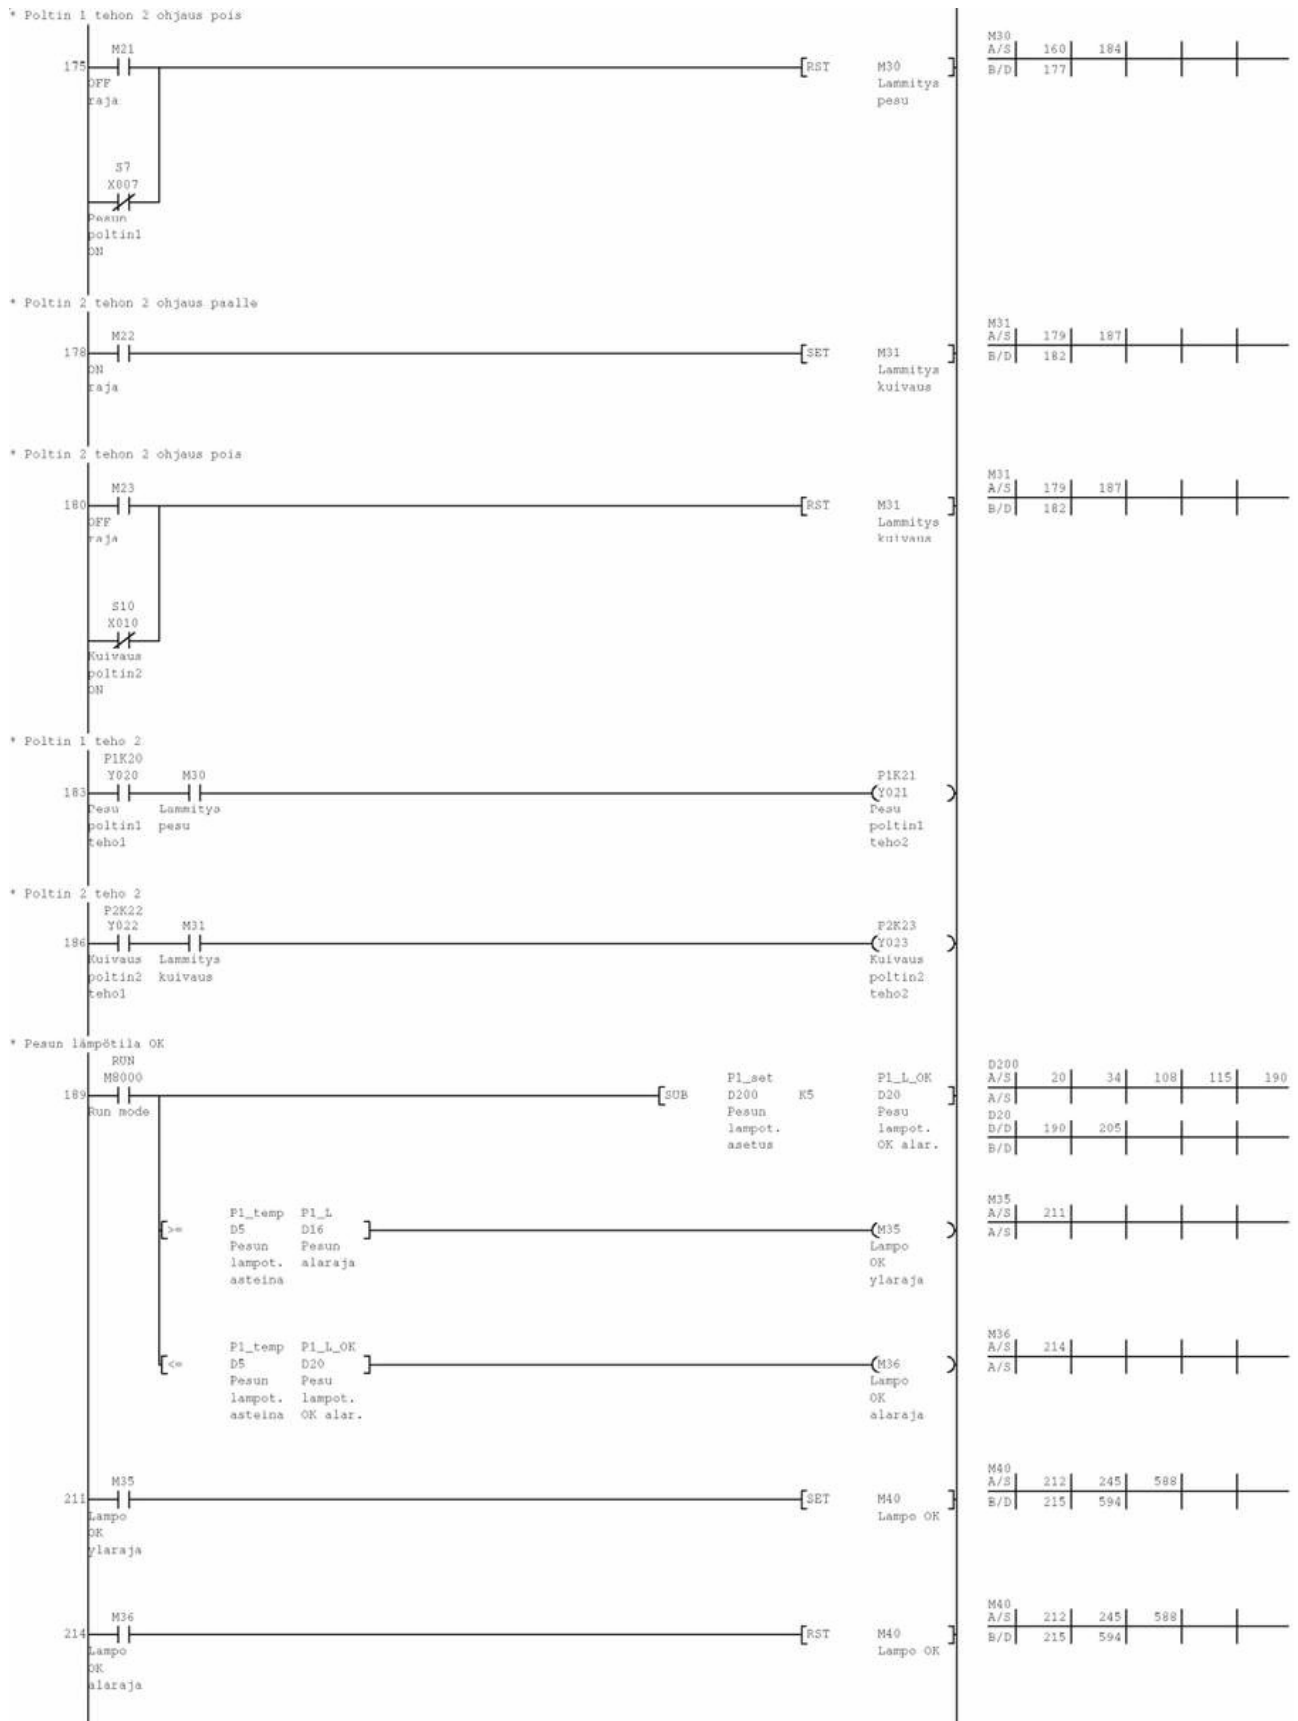 * Poltin 1 tehon 2 ohjaus pois
M21
175
RST M30
OFF
raja
Lammitys
pesu
M30
A/S 160 184
B/D 177
S7
X007
Pesun
poltin1
ON
* Poltin 2 tehon 2 ohjaus paalle
M22
178
SET M31
ON
raja
Lammitys
kuivaus
M31
A/S 179 187
B/D 182
* Poltin 2 tehon 2 ohjaus pois
M23
180
RST M31
OFF
raja
Lammitys
kuivaus
M31
A/S 179 187
B/D 182
S10
X010
Kuivaus
poltin2
ON
* Poltin 1 teho 2
P1K20 P1K21
Y020 M30
183 Y021
Pesu Lammitys Pesu
poltin1 pesu poltin1
teho1 teho2
* Poltin 2 teho 2
P2K22 P2K23
Y022 M31
186 Y023
Kuivaus Lammitys Kuivaus
poltin2 kuivaus poltin2
teho1 teho2
* Pesun lämpötila OK
RUN
M8000 P1_set P1_L_OK
189 SUB D200 K5 D20
Run mode Pesun Pesu
lampot. lampot.
asetus OK alar.
D200
A/S 20 34 108 115 190
A/S
D20
D/D 190 205
B/D
P1_temp P1_L
>= D5 D16 M35
Pesun Pesun Lampo
lampot. alaraja OK
asteina ylaraja
M35
A/S 211
A/S
P1_temp P1_L_OK
<= D5 D20 M36
Pesun Pesu Lampo
lampot. lampot. OK
asteina OK alar. alaraja
M36
A/S 214
A/S
M35
211 SET M40
Lampo Lampo OK
OK
ylaraja
M40
A/S 212 245 588
B/D 215 594
M36
214 RST M40
Lampo Lampo OK
OK
alaraja
M40
A/S 212 245 588
B/D 215 594